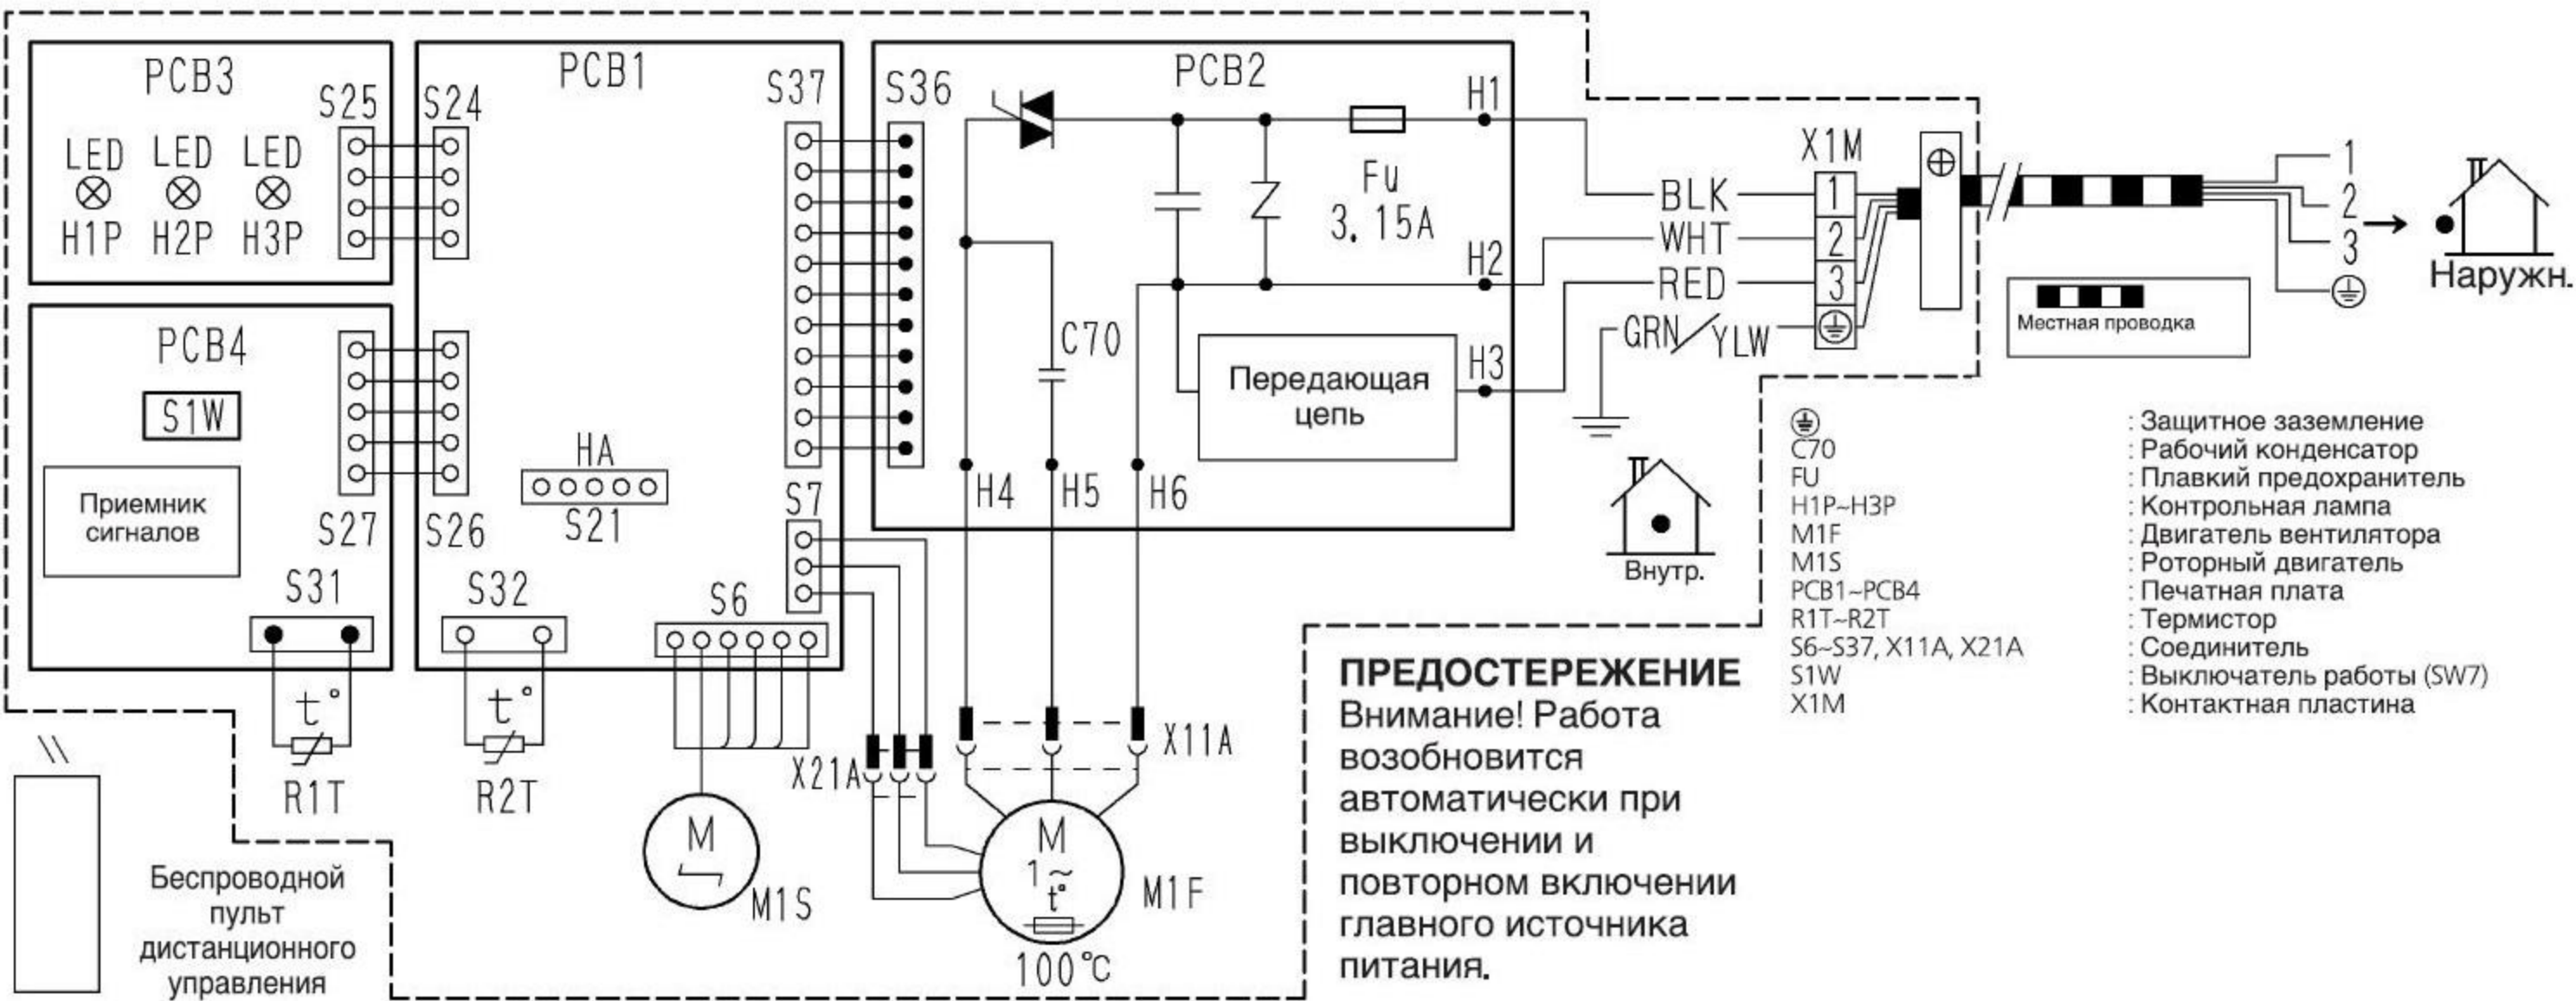 PCB3
S25
LED LED LED
H1P H2P H3P
PCB4
S1W
Приемник
сигналов
S27
S31
t°
R1T
PCB1
S24
S37
S26
HA
S21
S7
S32
S6
t°
R2T
M
M1S
PCB2
S36
H1
Fu
3. 15A
H2
C70
H3
Передающая
цепь
H4 H5 H6
X21A
X11A
M
1~
t°
M1F
100°C
X1M
BLK 1
WHT 2
RED 3
GRN/YLW
1
2
3
Наружн.
Местная проводка
Внутр.
: Защитное заземление
C70 : Рабочий конденсатор
FU : Плавкий предохранитель
H1P~H3P : Контрольная лампа
M1F : Двигатель вентилятора
M1S : Роторный двигатель
PCB1~PCB4 : Печатная плата
R1T~R2T : Термистор
S6~S37, X11A, X21A : Соединитель
S1W : Выключатель работы (SW7)
X1M : Контактная пластина
ПРЕДОСТЕРЕЖЕНИЕ
Внимание! Работа
возобновится
автоматически при
выключении и
повторном включении
главного источника
питания.
Беспроводной
пульт
дистанционного
управления